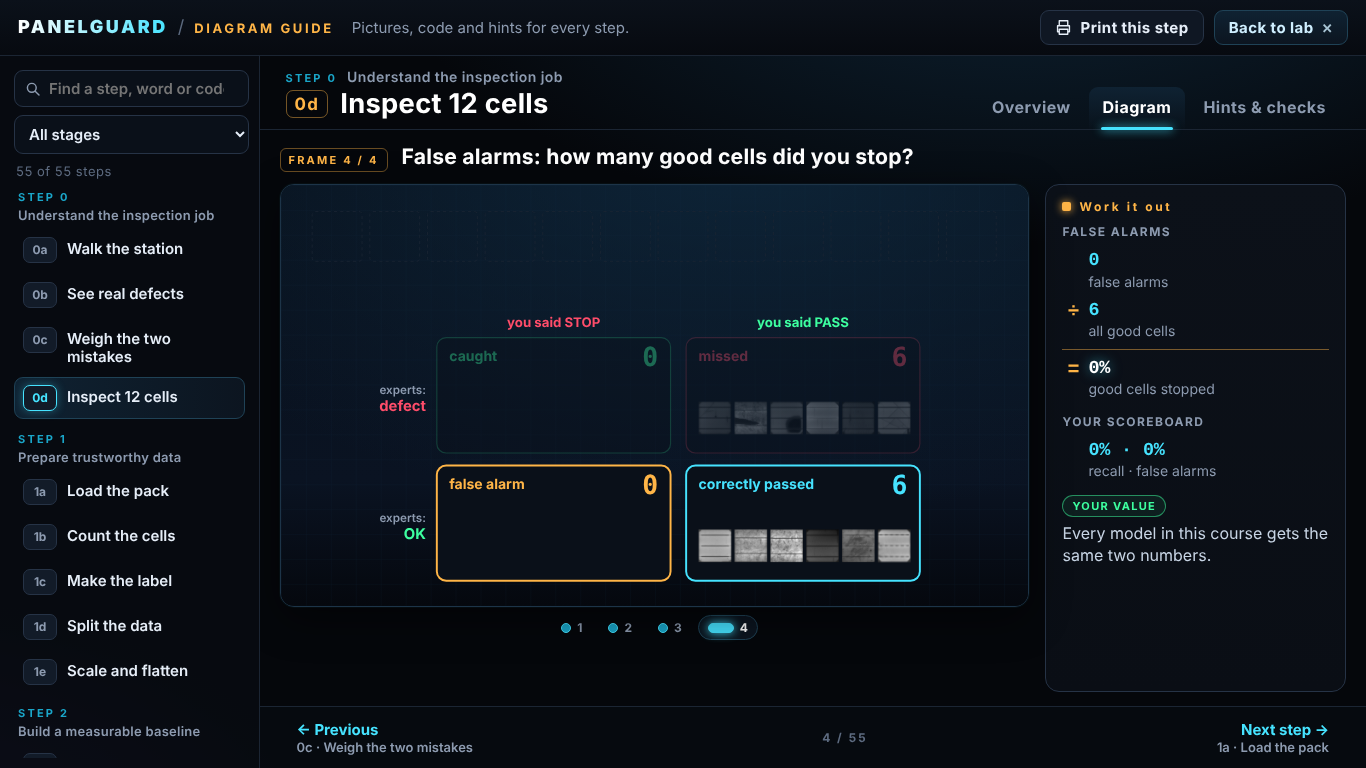 PANELGUARD / DIAGRAM GUIDE Pictures, code and hints for every step.
Print this step
Back to lab ×
Find a step, word or cod
All stages
55 of 55 steps
STEP 0
Understand the inspection job
0a Walk the station
0b See real defects
0c Weigh the two mistakes
0d Inspect 12 cells
STEP 1
Prepare trustworthy data
1a Load the pack
1b Count the cells
1c Make the label
1d Split the data
1e Scale and flatten
STEP 2
Build a measurable baseline
STEP 0 Understand the inspection job
0d Inspect 12 cells
Overview
Diagram
Hints & checks
FRAME 4 / 4 False alarms: how many good cells did you stop?
you said STOP
you said PASS
experts:
defect
caught 0
missed 6
experts:
OK
false alarm 0
correctly passed 6
1 2 3 4
Work it out
FALSE ALARMS
0
false alarms
÷ 6
all good cells
= 0%
good cells stopped
YOUR SCOREBOARD
0% · 0%
recall · false alarms
YOUR VALUE
Every model in this course gets the
same two numbers.
← Previous
0c · Weigh the two mistakes
4 / 55
Next step →
1a · Load the pack